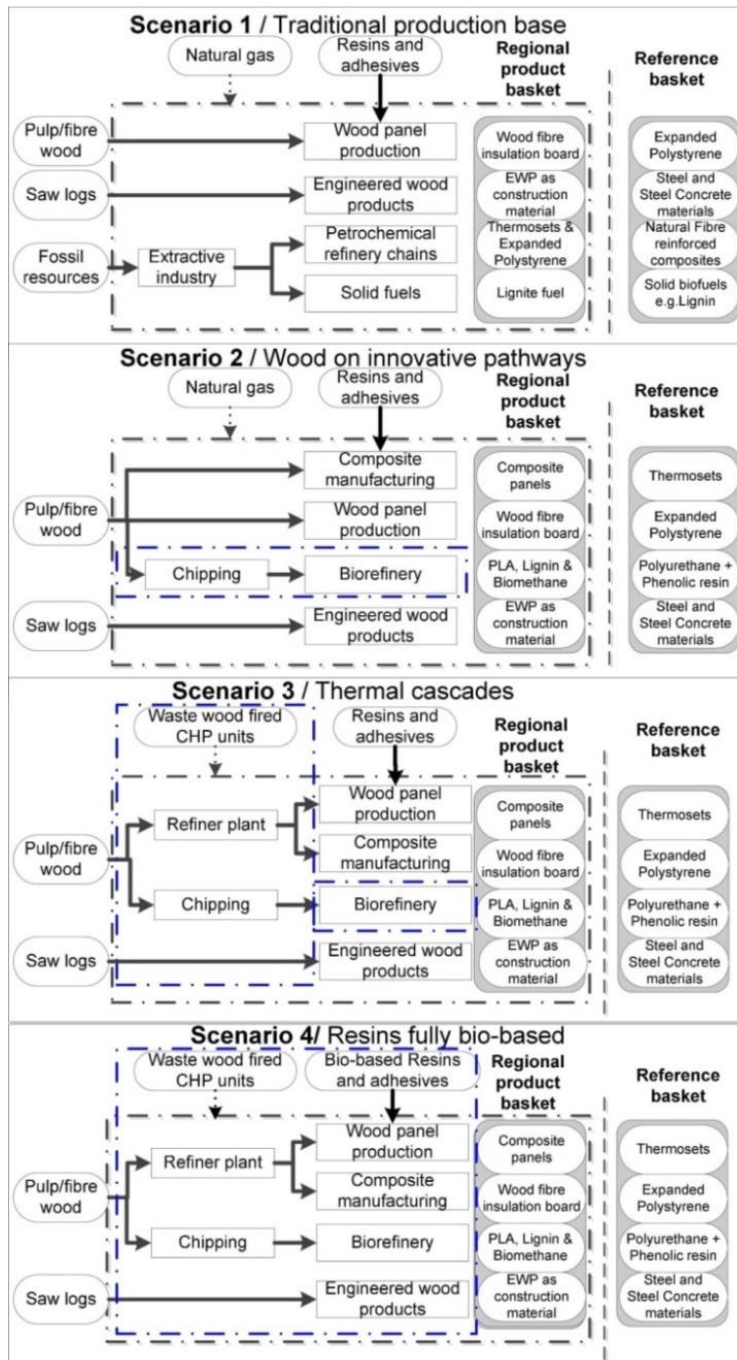 Scenario 1 / Traditional production base
Natural gas
Resins and
adhesives
Regional
product
basket
Reference
basket
Pulp/fibre
wood
Wood panel
production
Wood fibre
insulation board
Expanded
Polystyrene
Saw logs
Engineered wood
products
EWP as
construction
material
Steel and
Steel Concrete
materials
Fossil
resources
Extractive
industry
Petrochemical
refinery chains
Thermosets &
Expanded
Polystyrene
Natural Fibre
reinforced
composites
Solid fuels
Lignite fuel
Solid biofuels
e.g.Lignin
Scenario 2 / Wood on innovative pathways
Natural gas
Resins and
adhesives
Regional
product
basket
Reference
basket
Composite
manufacturing
Composite
panels
Thermosets
Pulp/fibre
wood
Wood panel
production
Wood fibre
insulation board
Expanded
Polystyrene
Chipping
Biorefinery
PLA, Lignin &
Biomethane
Polyurethane +
Phenolic resin
Saw logs
Engineered wood
products
EWP as
construction
material
Steel and
Steel Concrete
materials
Scenario 3 / Thermal cascades
Waste wood fired
CHP units
Resins and
adhesives
Regional
product
basket
Reference
basket
Pulp/fibre
wood
Refiner plant
Wood panel
production
Composite
panels
Thermosets
Composite
manufacturing
Wood fibre
insulation board
Expanded
Polystyrene
Chipping
Biorefinery
PLA, Lignin &
Biomethane
Polyurethane +
Phenolic resin
Saw logs
Engineered wood
products
EWP as
construction
material
Steel and
Steel Concrete
materials
Scenario 4/ Resins fully bio-based
Waste wood fired
CHP units
Bio-based Resins
and adhesives
Regional
product
basket
Reference
basket
Pulp/fibre
wood
Refiner plant
Wood panel
production
Composite
panels
Thermosets
Composite
manufacturing
Wood fibre
insulation board
Expanded
Polystyrene
Chipping
Biorefinery
PLA, Lignin &
Biomethane
Polyurethane +
Phenolic resin
Saw logs
Engineered wood
products
EWP as
construction
material
Steel and
Steel Concrete
materials